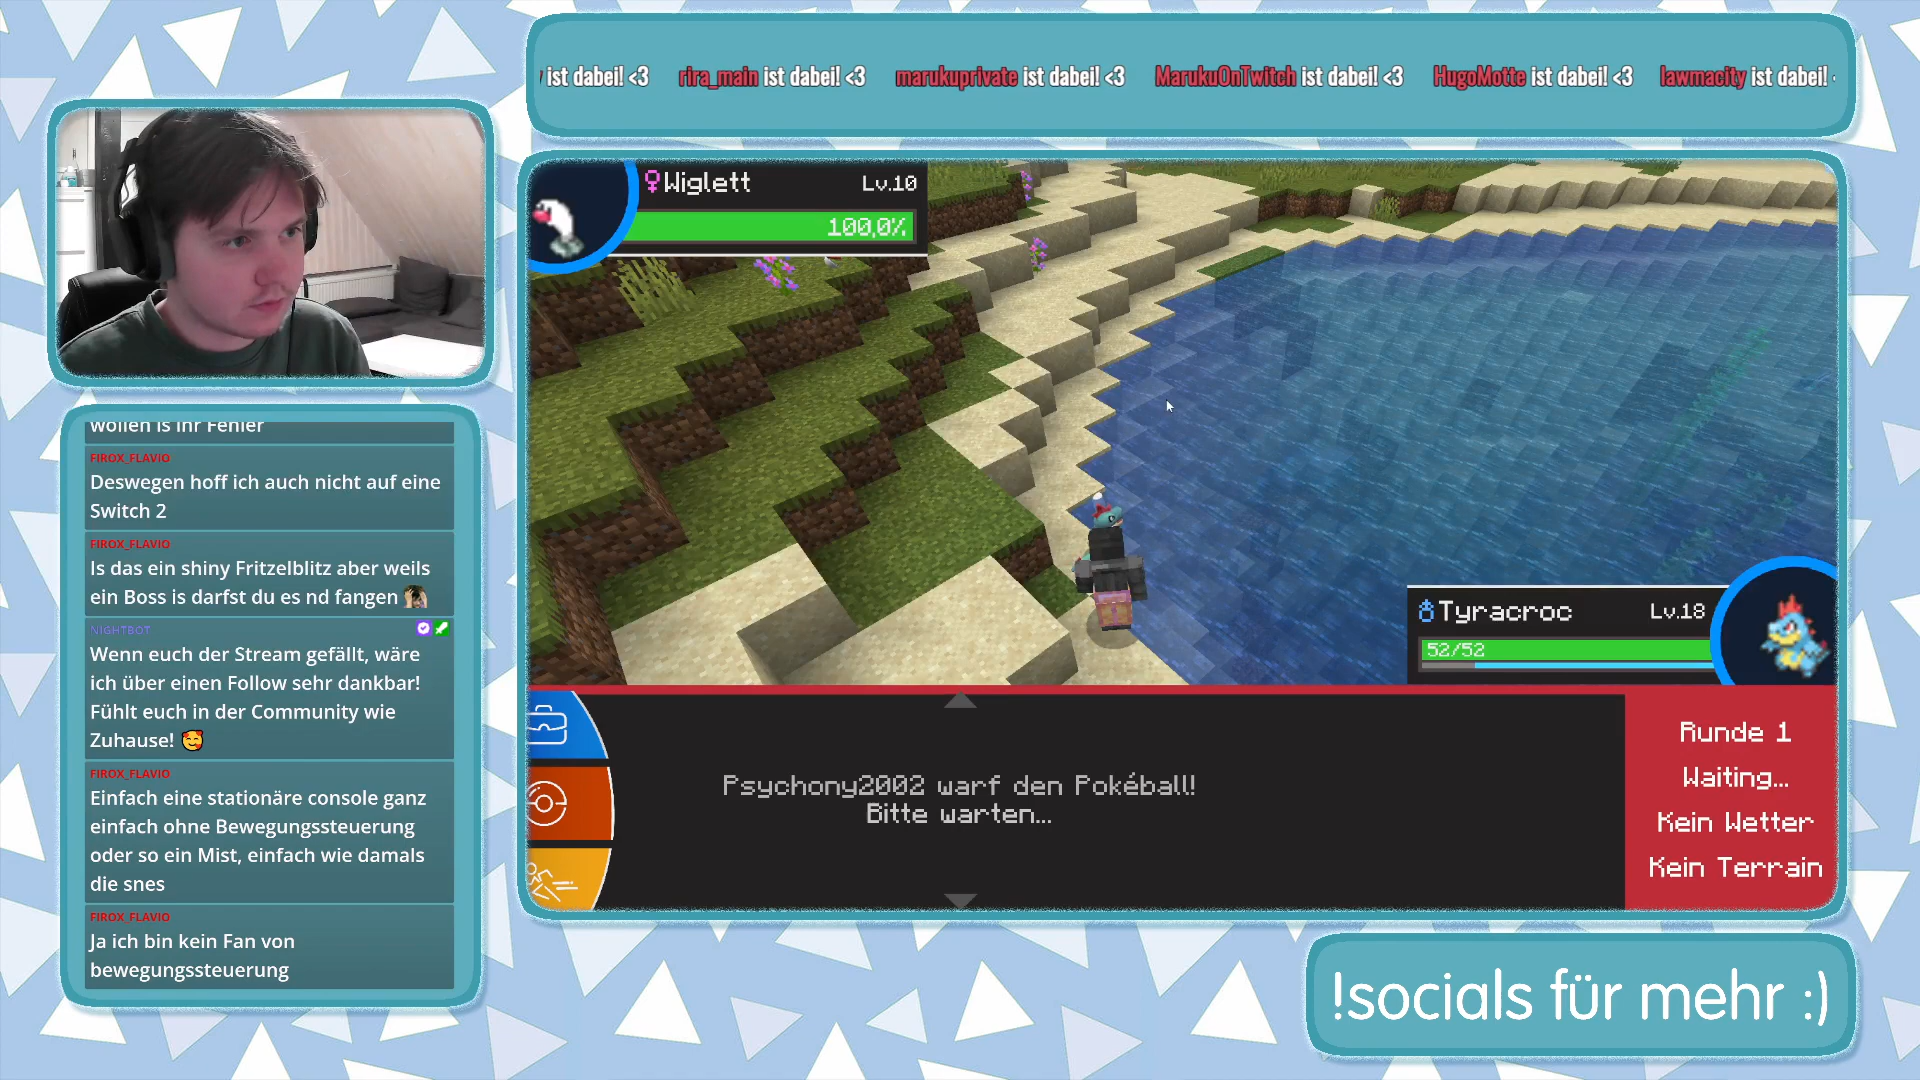 ist dabei! <3 rira_main ist dabei! <3 marukuprivate ist dabei! <3 MarukuOnTwitch ist dabei! <3 HugoMotte ist dabei! <3 lawmacity ist dabei!
Wiglett Lv.10
100,0%
wollen is ihr Fehler
FIROX_FLAVIO
Deswegen hoff ich auch nicht auf eine
Switch 2
FIROX_FLAVIO
Is das ein shiny Fritzelblitz aber weils
ein Boss is darfst du es nd fangen
NIGHTBOT
Wenn euch der Stream gefällt, wäre
ich über einen Follow sehr dankbar!
Fühlt euch in der Community wie
Zuhause! 🥰
FIROX_FLAVIO
Einfach eine stationäre console ganz
einfach ohne Bewegungssteuerung
oder so ein Mist, einfach wie damals
die snes
FIROX_FLAVIO
Ja ich bin kein Fan von
bewegungssteuerung
Tyracroc Lv.18
52/52
Psychony2002 warf den Pokéball!
Bitte warten...
Runde 1
Waiting...
Kein Wetter
Kein Terrain
!socials für mehr :)